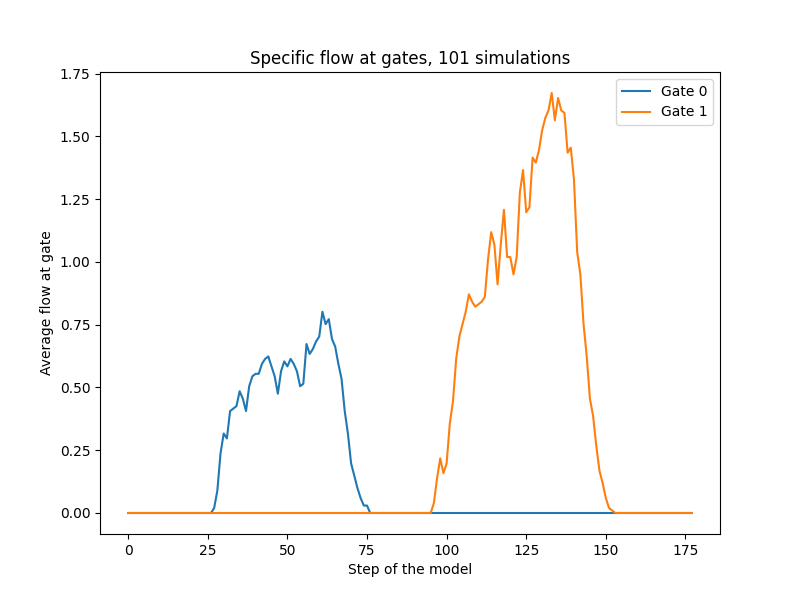 Specific flow at gates, 101 simulations
1.75
1.50
1.25
1.00
0.75
0.50
0.25
0.00
Average flow at gate
Gate 0
Gate 1
0 25 50 75 100 125 150 175
Step of the model